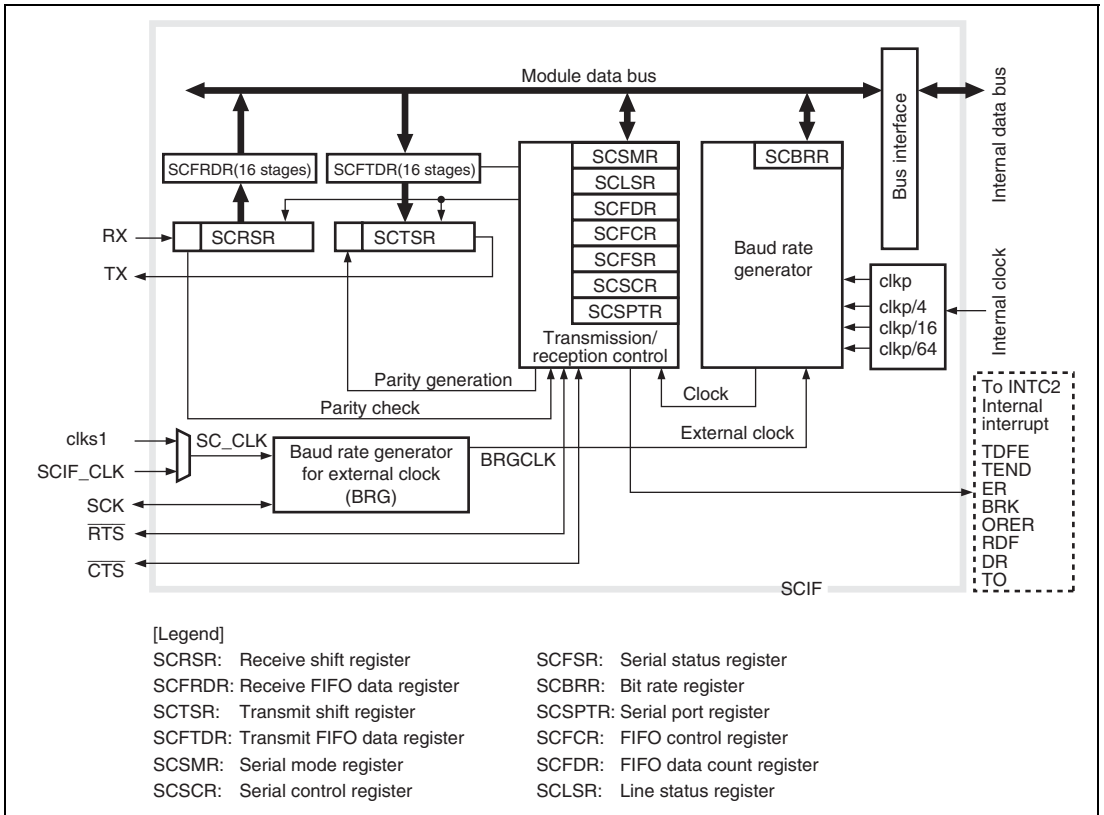 Module data bus
Bus interface
Internal data bus
SCFRDR(16 stages)
SCFTDR(16 stages)
SCSMR
SCLSR
SCFDR
SCFCR
SCFSR
SCSCR
SCSPTR
Transmission/
reception control
SCBRR
Baud rate
generator
RX
SCRSR
SCTSR
TX
clkp
clkp/4
clkp/16
clkp/64
Internal clock
Parity generation
Parity check
Clock
External clock
clks1
SCIF_CLK
SC_CLK
Baud rate generator
for external clock
(BRG)
BRGCLK
SCK
RTS
CTS
To INTC2
Internal
interrupt
TDFE
TEND
ER
BRK
ORER
RDF
DR
TO
SCIF
[Legend]
SCRSR: Receive shift register
SCFRDR: Receive FIFO data register
SCTSR: Transmit shift register
SCFTDR: Transmit FIFO data register
SCSMR: Serial mode register
SCSCR: Serial control register
SCFSR: Serial status register
SCBRR: Bit rate register
SCSPTR: Serial port register
SCFCR: FIFO control register
SCFDR: FIFO data count register
SCLSR: Line status register